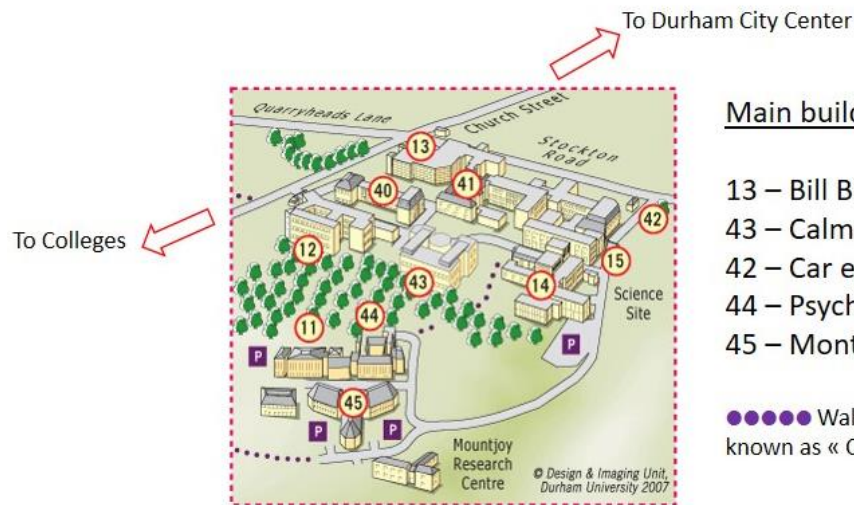 To Durham City Center
Quarryheads Lane
Church Street
Stockton
Road
13
40
41
42
To Colleges
12
43
14
15
Science
Site
11
44
P
P
45
P
P
Mountjoy
Research
Centre
© Design & Imaging Unit,
Durham University 2007
Main build
13 – Bill B
43 – Calm
42 – Car e
44 – Psych
45 – Mont
Wal
known as «